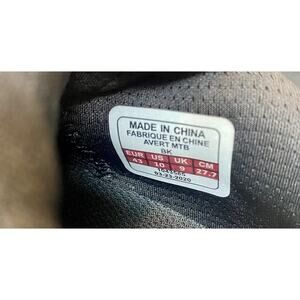 MADE IN CHINA
FABRIQUE EN CHINE
AVERT MTB
BK
EUR US UK CM
43 10 9 27.7
03-23-2020